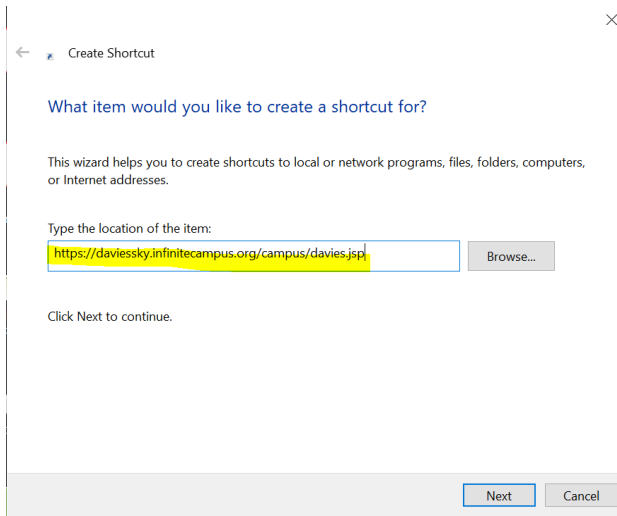 Create Shortcut
What item would you like to create a shortcut for?
This wizard helps you to create shortcuts to local or network programs, files, folders, computers,
or Internet addresses.
Type the location of the item:
https://daviessky.infinitecampus.org/campus/davies.jsp
Browse...
Click Next to continue.
Next
Cancel